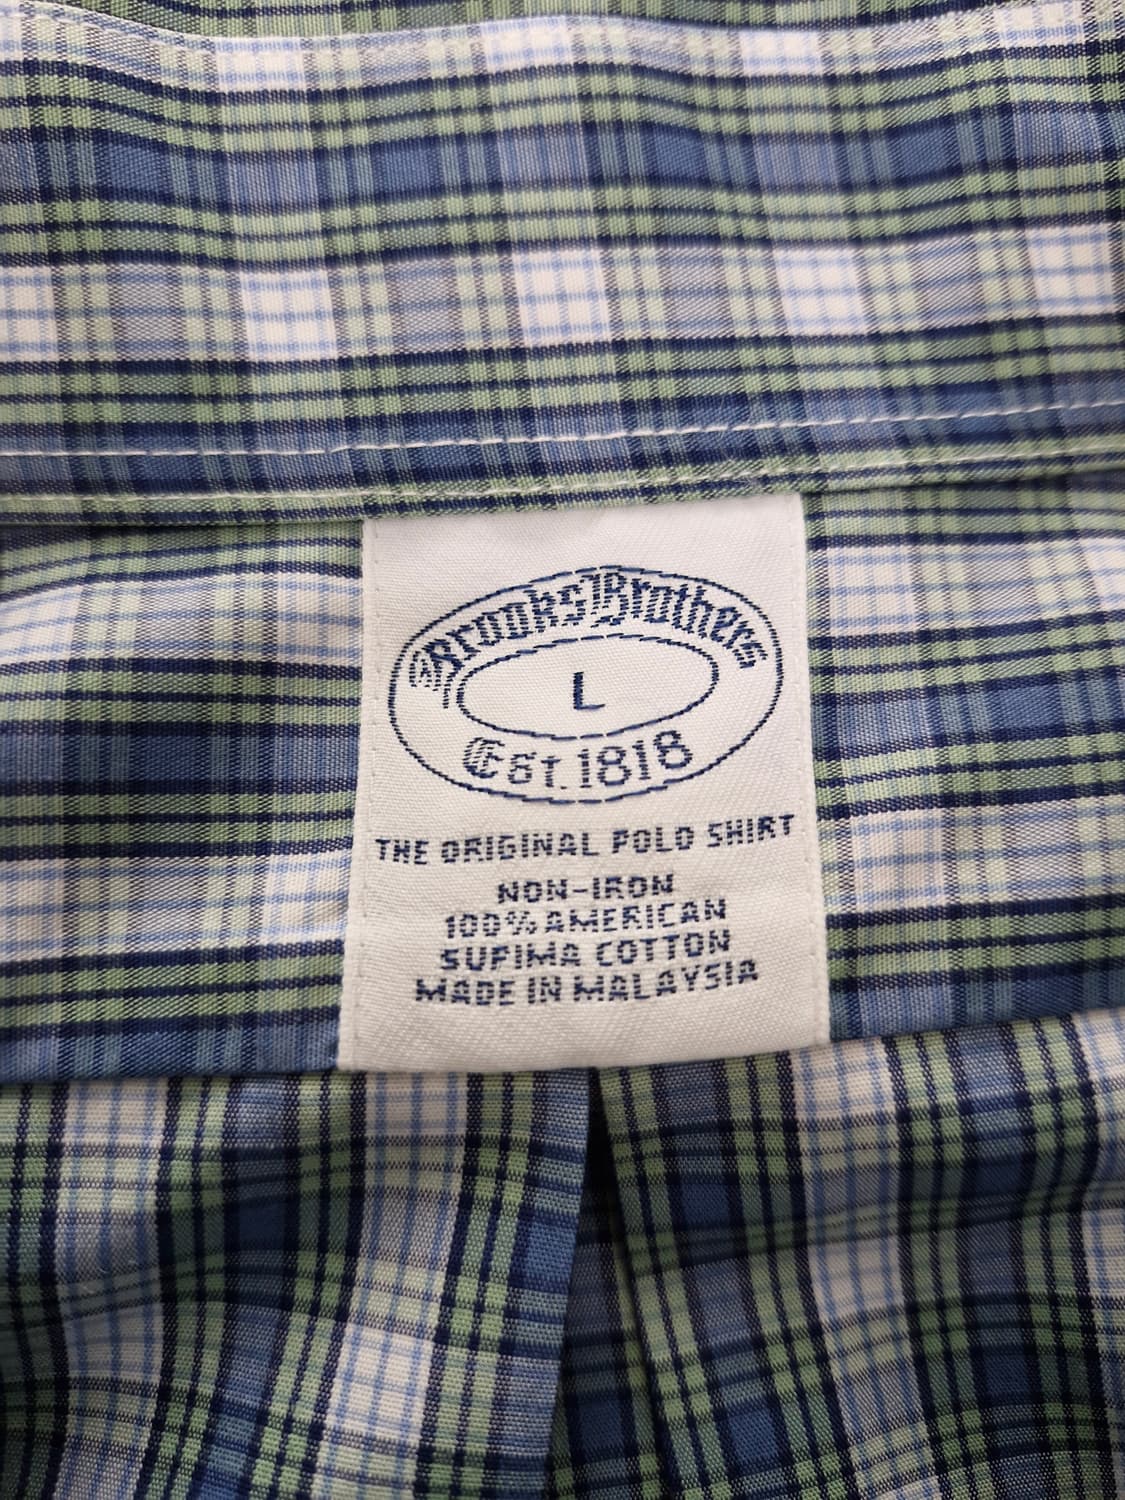 Brooks Brothers
L
Est. 1818
THE ORIGINAL POLO SHIRT
NON-IRON
100% AMERICAN
SUPIMA COTTON
MADE IN MALAYSIA